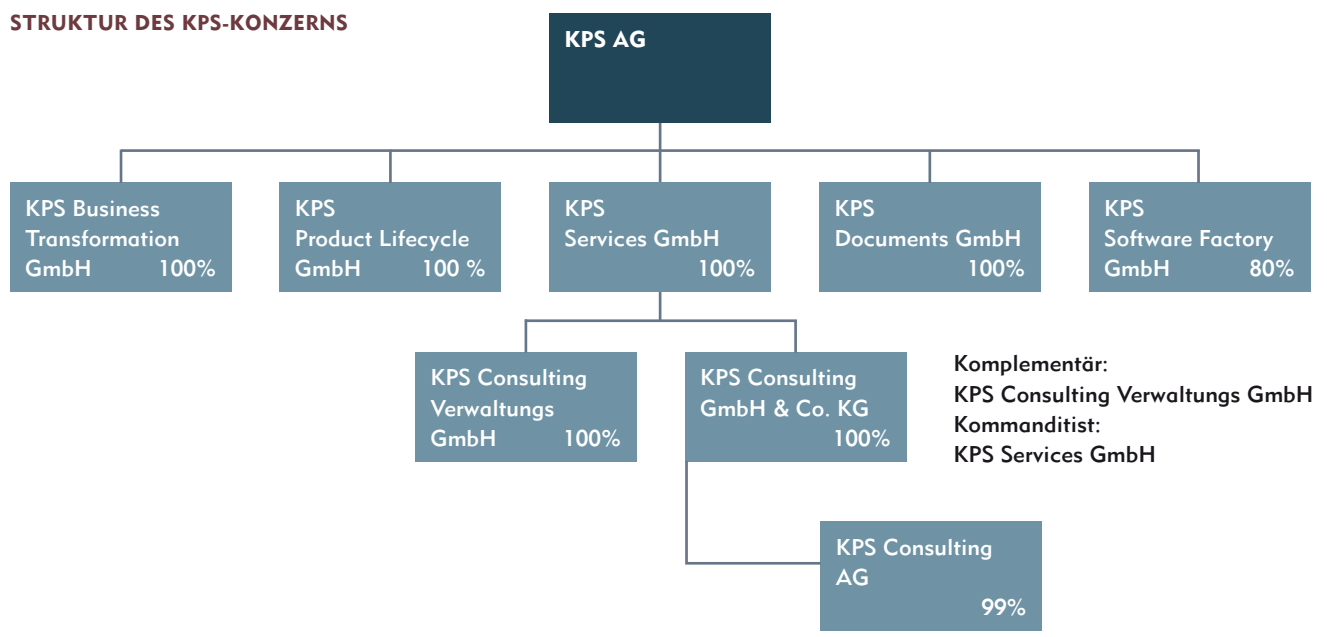 STRUKTUR DES KPS-KONZERNS
KPS AG
KPS Business
Transformation
GmbH 100%
KPS
Product Lifecycle
GmbH 100 %
KPS
Services GmbH
100%
KPS
Documents GmbH
100%
KPS
Software Factory
GmbH 80%
KPS Consulting
Verwaltungs
GmbH 100%
KPS Consulting
GmbH & Co. KG
100%
Komplementär:
KPS Consulting Verwaltungs GmbH
Kommanditist:
KPS Services GmbH
KPS Consulting
AG
99%